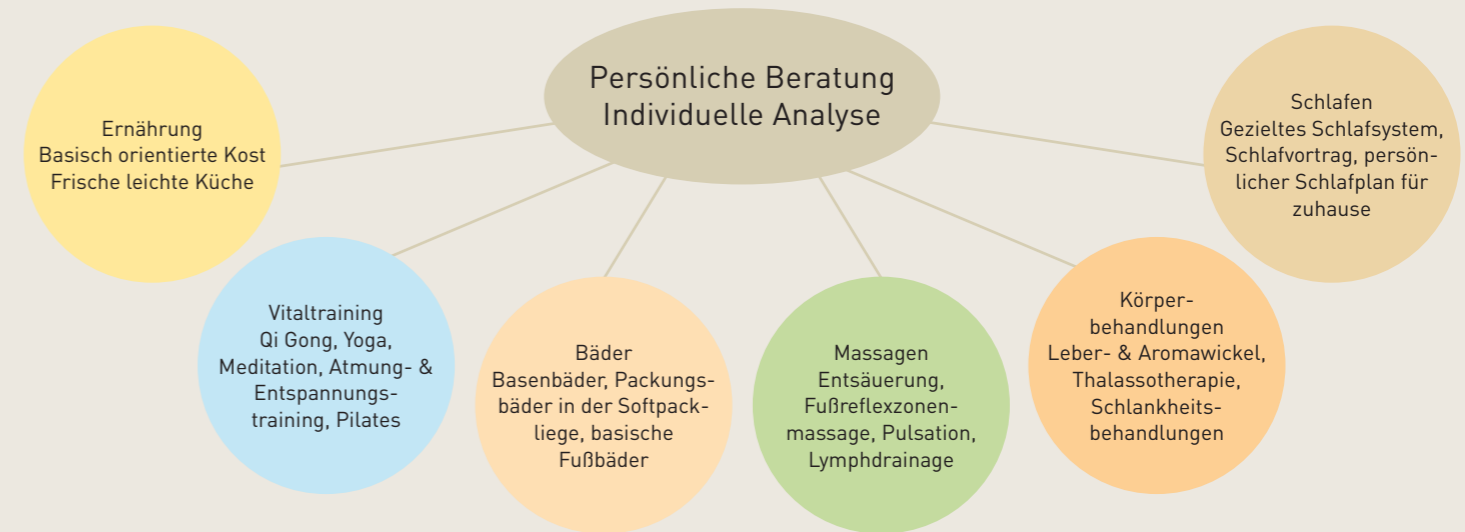 Persönliche Beratung
Individuelle Analyse
Ernährung
Basisch orientierte Kost
Frische leichte Küche
Vitaltraining
Qi Gong, Yoga,
Meditation, Atmung- &
Entspannungs-
training, Pilates
Bäder
Basenbäder, Packungs-
bäder in der Softpack-
liege, basische
Fußbäder
Massagen
Entsäuerung,
Fußreflexzonen-
massage, Pulsation,
Lymphdrainage
Körper-
behandlungen
Leber- & Aromawickel,
Thalassotherapie,
Schlankheits-
behandlungen
Schlafen
Gezieltes Schlafsystem,
Schlafvortrag, persön-
licher Schlafplan für
zuhause